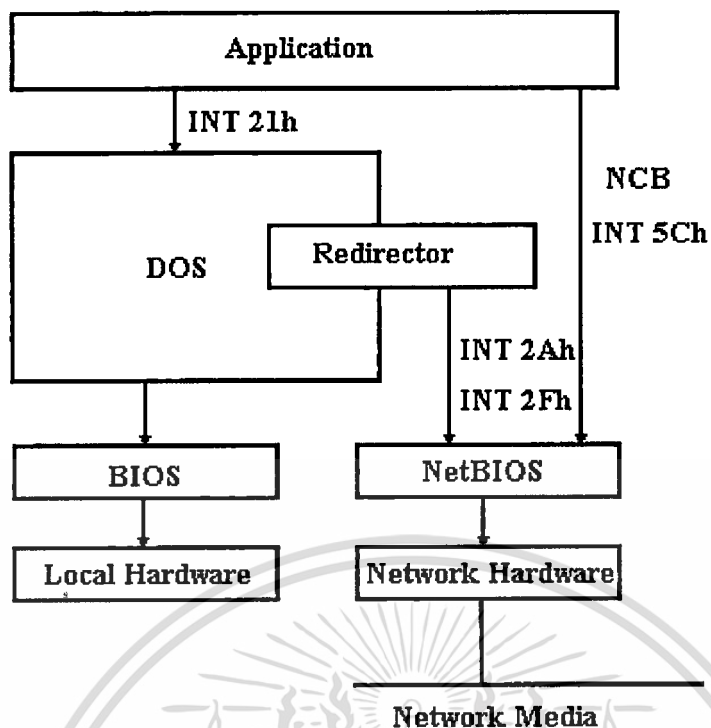 Application
INT 21h
NCB
INT 5Ch
DOS
Redirector
INT 2Ah
INT 2Fh
BIOS
NetBIOS
Local Hardware
Network Hardware
Network Media